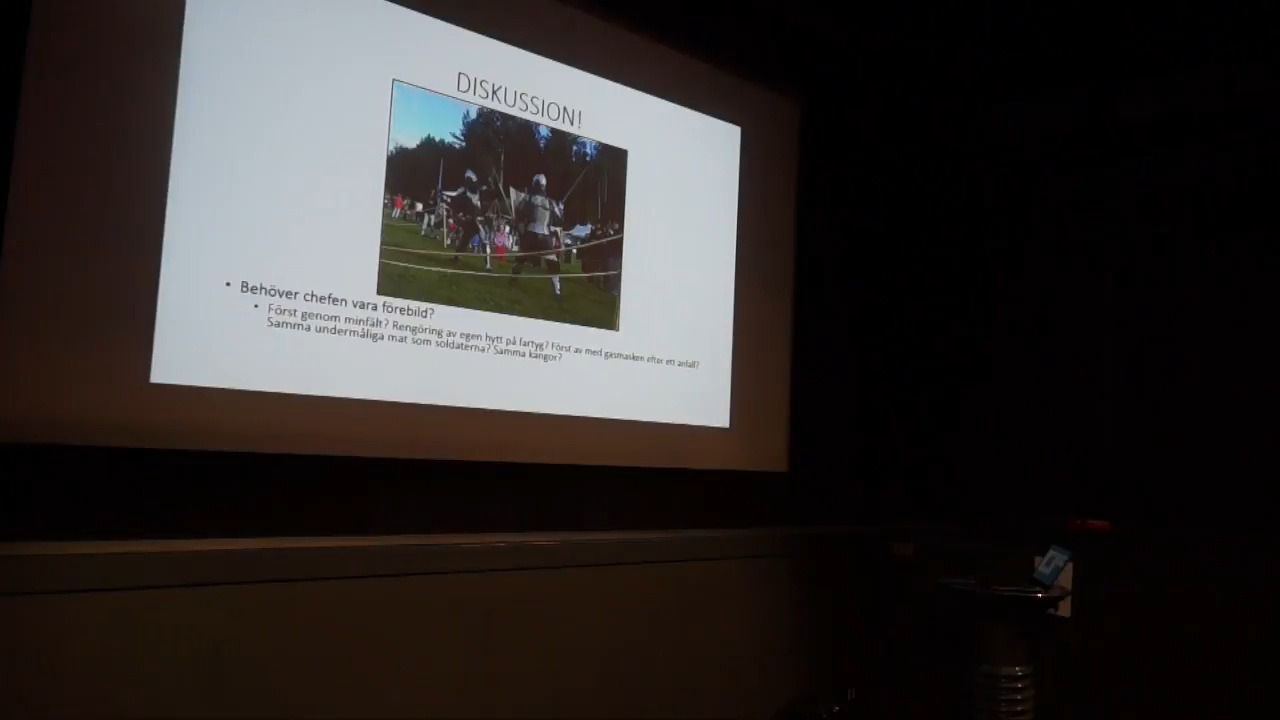 DISKUSSION!
• Behöver chefen vara förebild?
• Först genom minfält? Rengöring av egen hytt på fartyg? Först av med gasmasken efter ett anfall?
Samma undermåliga mat som soldaterna? Samma kängor?